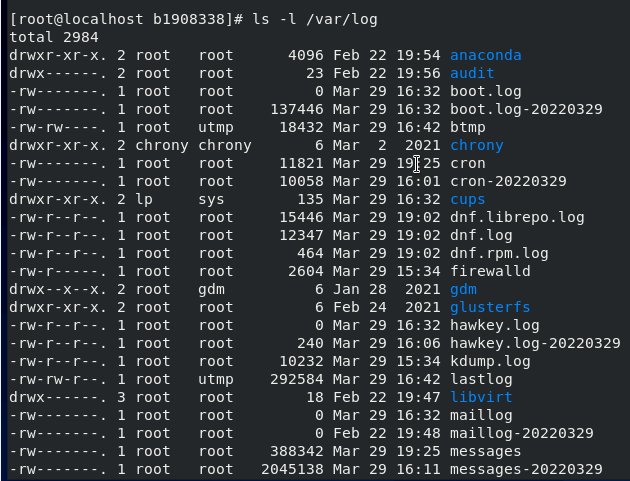 [root@localhost b1908338]# ls -l /var/log
total 2984
drwxr-xr-x. 2 root   root      4096 Feb 22 19:54 anaconda
drwx------. 2 root   root        23 Feb 22 19:56 audit
-rw-------. 1 root   root         0 Mar 29 16:32 boot.log
-rw-------. 1 root   root    137446 Mar 29 16:32 boot.log-20220329
-rw-rw----. 1 root   utmp     18432 Mar 29 16:42 btmp
drwxr-xr-x. 2 chrony chrony       6 Mar  2  2021 chrony
-rw-------. 1 root   root     11821 Mar 29 19:25 cron
-rw-------. 1 root   root     10058 Mar 29 16:01 cron-20220329
drwxr-xr-x. 2 lp     sys        135 Mar 29 16:32 cups
-rw-r--r--. 1 root   root     15446 Mar 29 19:02 dnf.librepo.log
-rw-r--r--. 1 root   root     12347 Mar 29 19:02 dnf.log
-rw-r--r--. 1 root   root       464 Mar 29 19:02 dnf.rpm.log
-rw-r-----. 1 root   root      2604 Mar 29 15:34 firewalld
drwx--x--x. 2 root   gdm          6 Jan 28  2021 gdm
drwxr-xr-x. 2 root   root         6 Feb 24  2021 glusterfs
-rw-r--r--. 1 root   root         0 Mar 29 16:32 hawkey.log
-rw-r--r--. 1 root   root       240 Mar 29 16:06 hawkey.log-20220329
-rw-r--r--. 1 root   root     10232 Mar 29 15:34 kdump.log
-rw-rw-r--. 1 root   utmp    292584 Mar 29 16:42 lastlog
drwx------. 3 root   root        18 Feb 22 19:47 libvirt
-rw-------. 1 root   root         0 Mar 29 16:32 maillog
-rw-------. 1 root   root         0 Feb 22 19:48 maillog-20220329
-rw-------. 1 root   root    388342 Mar 29 19:25 messages
-rw-------. 1 root   root   2045138 Mar 29 16:11 messages-20220329